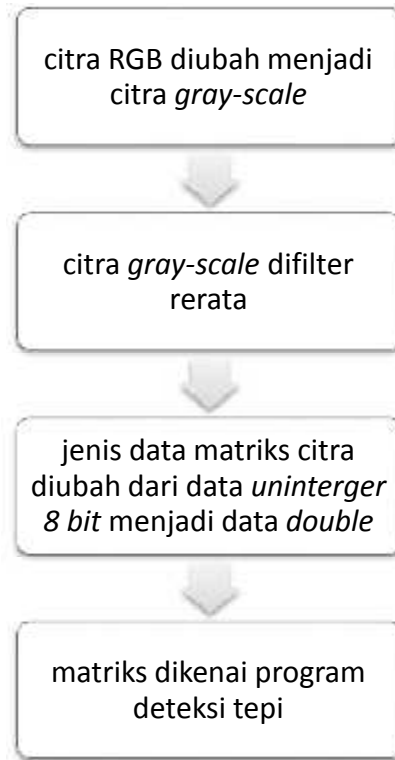 citra RGB diubah menjadi
citra gray-scale
citra gray-scale difilter
rerata
jenis data matriks citra
diubah dari data uninterger
8 bit menjadi data double
matriks dikenai program
deteksi tepi